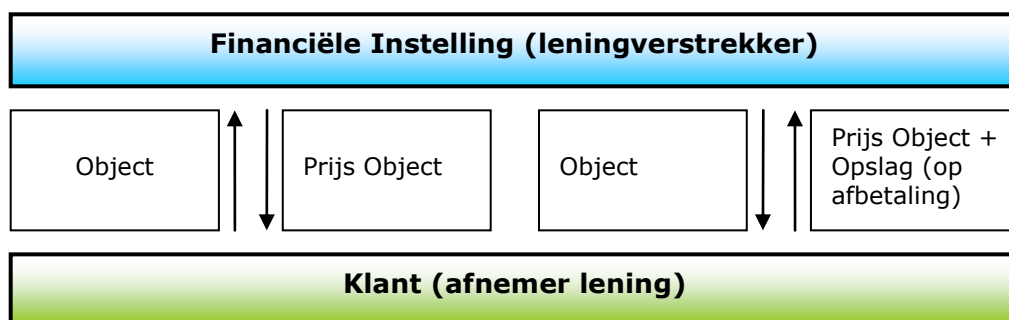 Financiële Instelling (leningverstrekker)
Object
Prijs Object
Object
Prijs Object +
Opslag (op
afbetaling)
Klant (afnemer lening)